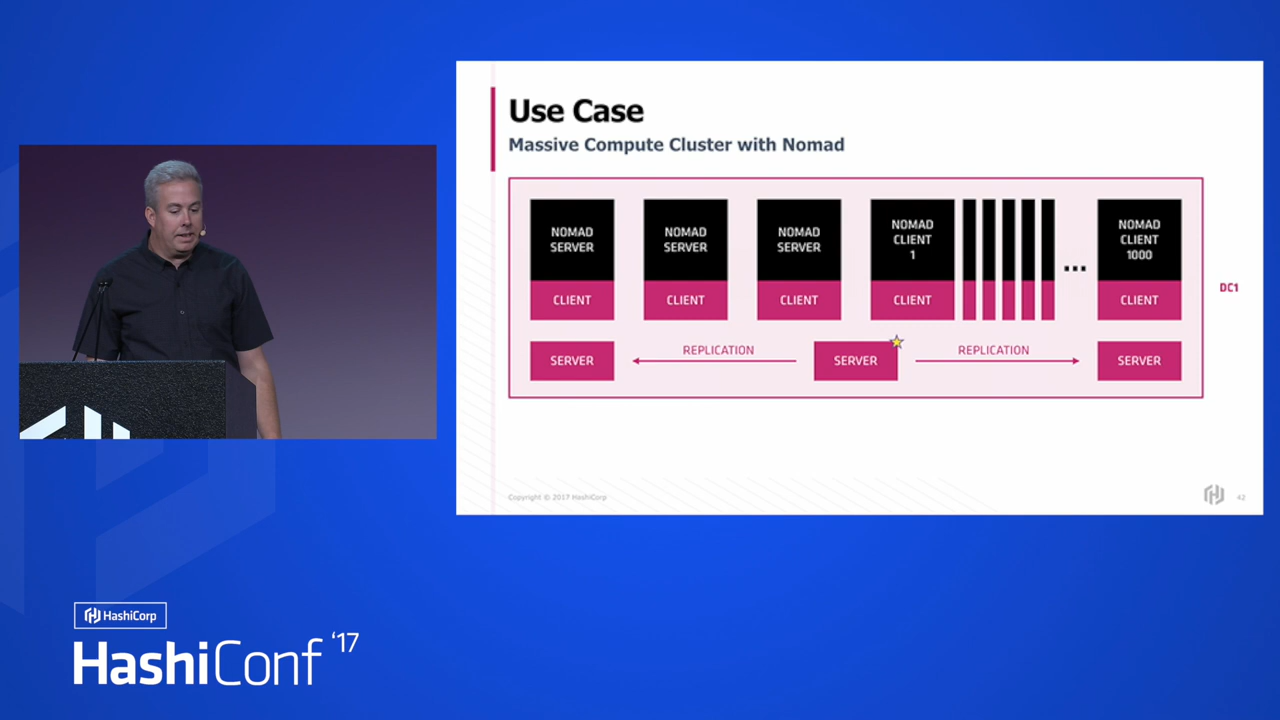 Use Case
Massive Compute Cluster with Nomad
NOMAD
SERVER
CLIENT
NOMAD
SERVER
CLIENT
NOMAD
SERVER
CLIENT
NOMAD
CLIENT
1
CLIENT
...
NOMAD
CLIENT
1000
CLIENT
DC1
SERVER
REPLICATION
SERVER
REPLICATION
SERVER
Copyright © 2017 HashiCorp
42
HashiCorp
HashiConf '17